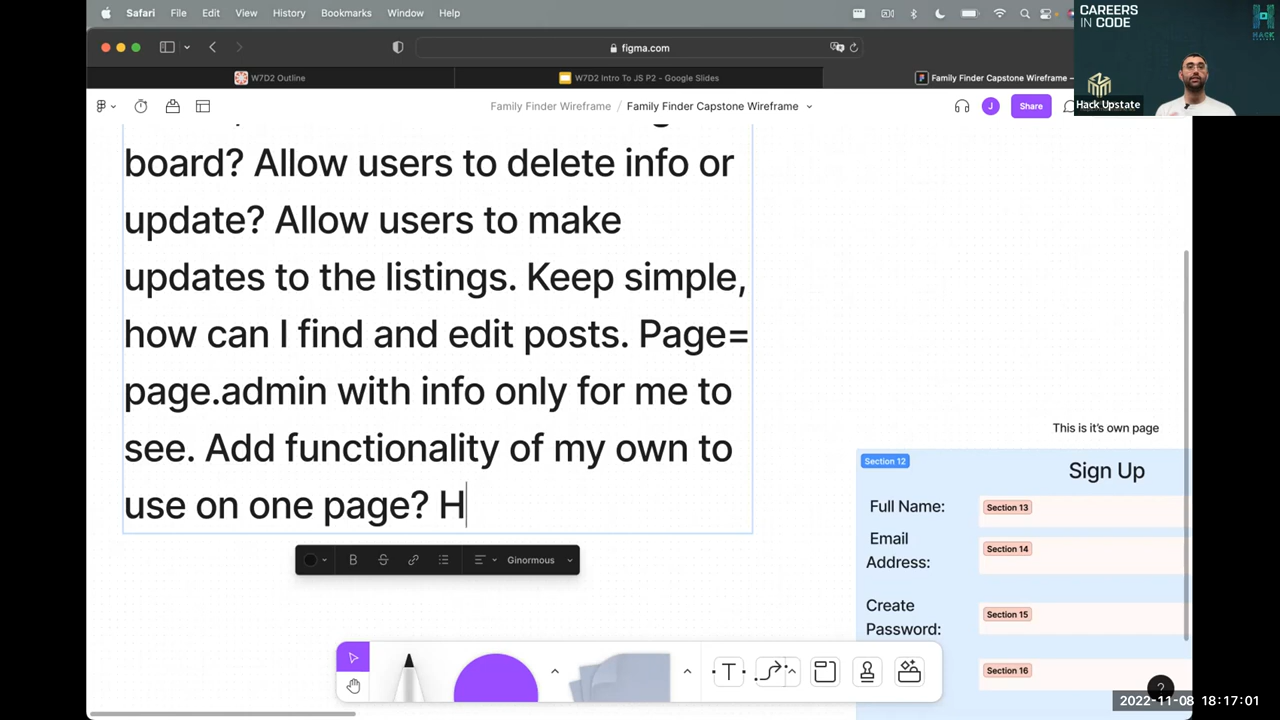 Safari File Edit View History Bookmarks Window Help
CAREERS
IN CODE
HACK
Hack Upstate
figma.com
W7D2 Outline
W7D2 Intro To JS P2 - Google Slides
Family Finder Capstone Wireframe –
Family Finder Wireframe / Family Finder Capstone Wireframe
J
Share
board? Allow users to delete info or
update? Allow users to make
updates to the listings. Keep simple,
how can I find and edit posts. Page=
page.admin with info only for me to
see. Add functionality of my own to
use on one page? H
B S Ginormous
This is it's own page
Section 12
Sign Up
Full Name:
Section 13
Email
Address:
Section 14
Create
Password:
Section 15
Section 16
T
?
2022-11-08 18:17:01